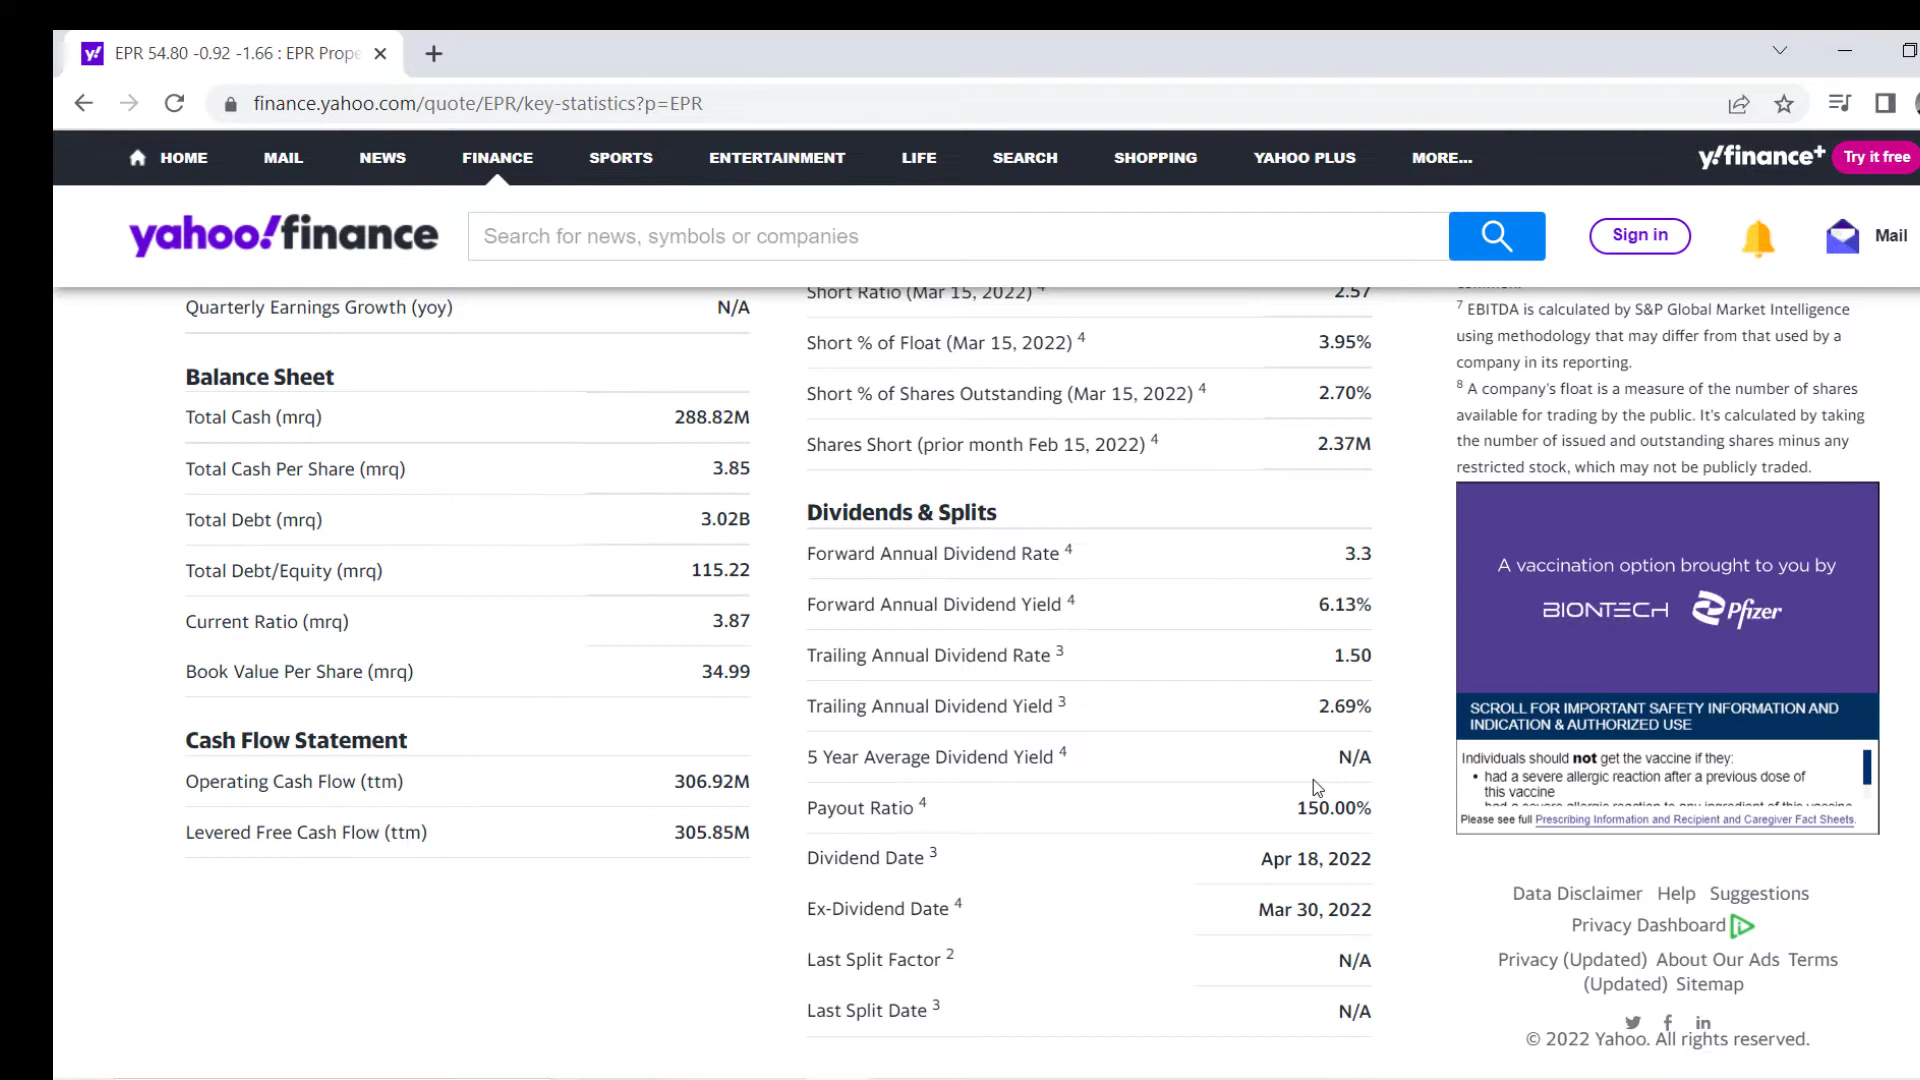 EPR 54.80 -0.92 -1.66 : EPR Prope
finance.yahoo.com/quote/EPR/key-statistics?p=EPR
HOME MAIL NEWS FINANCE SPORTS ENTERTAINMENT LIFE SEARCH SHOPPING YAHOO PLUS MORE... y!finance+ Try it free
yahoo!finance Search for news, symbols or companies Sign in Mail
Quarterly Earnings Growth (yoy) N/A
Balance Sheet
Total Cash (mrq) 288.82M
Total Cash Per Share (mrq) 3.85
Total Debt (mrq) 3.02B
Total Debt/Equity (mrq) 115.22
Current Ratio (mrq) 3.87
Book Value Per Share (mrq) 34.99
Cash Flow Statement
Operating Cash Flow (ttm) 306.92M
Levered Free Cash Flow (ttm) 305.85M
Short Ratio (Mar 15, 2022) 4 2.57
Short % of Float (Mar 15, 2022) 4 3.95%
Short % of Shares Outstanding (Mar 15, 2022) 4 2.70%
Shares Short (prior month Feb 15, 2022) 4 2.37M
Dividends & Splits
Forward Annual Dividend Rate 4 3.3
Forward Annual Dividend Yield 4 6.13%
Trailing Annual Dividend Rate 3 1.50
Trailing Annual Dividend Yield 3 2.69%
5 Year Average Dividend Yield 4 N/A
Payout Ratio 4 150.00%
Dividend Date 3 Apr 18, 2022
Ex-Dividend Date 4 Mar 30, 2022
Last Split Factor 2 N/A
Last Split Date 3 N/A
7 EBITDA is calculated by S&P Global Market Intelligence
using methodology that may differ from that used by a
company in its reporting.
8 A company's float is a measure of the number of shares
available for trading by the public. It's calculated by taking
the number of issued and outstanding shares minus any
restricted stock, which may not be publicly traded.
A vaccination option brought to you by
BIONTECH Pfizer
SCROLL FOR IMPORTANT SAFETY INFORMATION AND
INDICATION & AUTHORIZED USE
Individuals should not get the vaccine if they:
• had a severe allergic reaction after a previous dose of
this vaccine
Please see full Prescribing Information and Recipient and Caregiver Fact Sheets.
Data Disclaimer Help Suggestions
Privacy Dashboard
Privacy (Updated) About Our Ads Terms
(Updated) Sitemap
© 2022 Yahoo. All rights reserved.